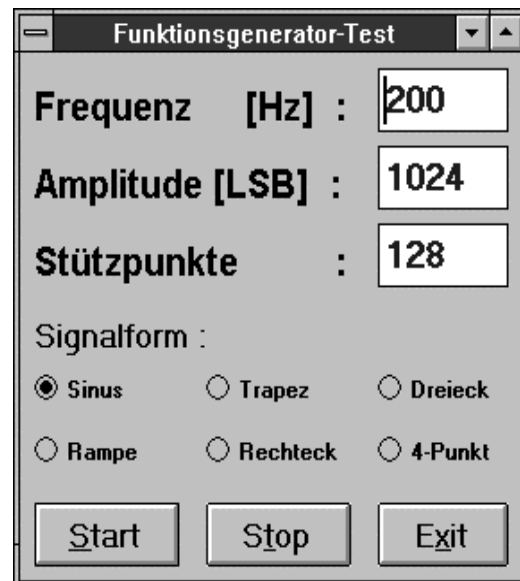 Funktionsgenerator-Test
Frequenz [Hz] : 200
Amplitude [LSB] : 1024
Stützpunkte : 128
Signalform :
Sinus Trapez Dreieck
Rampe Rechteck 4-Punkt
Start Stop Exit